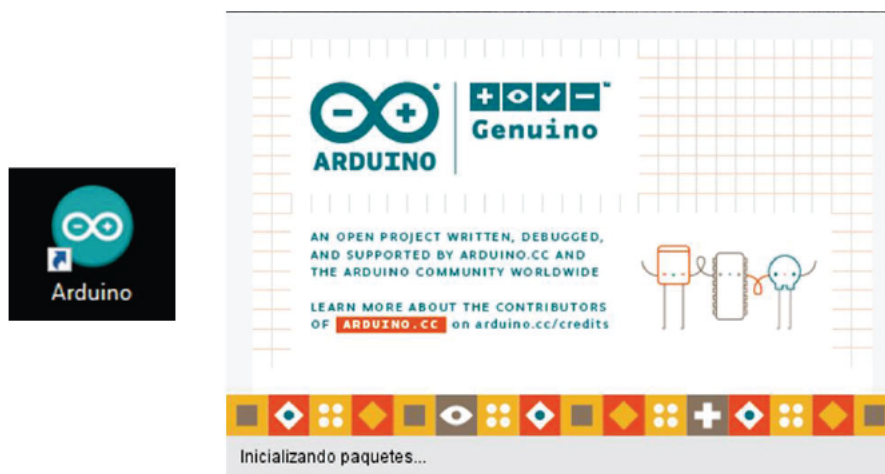 Arduino
ARDUINO
Genuino
™
AN OPEN PROJECT WRITTEN, DEBUGGED,
AND SUPPORTED BY ARDUINO.CC AND
THE ARDUINO COMMUNITY WORLDWIDE
LEARN MORE ABOUT THE CONTRIBUTORS
OF ARDUINO.CC on arduino.cc/credits
Inicializando paquetes...